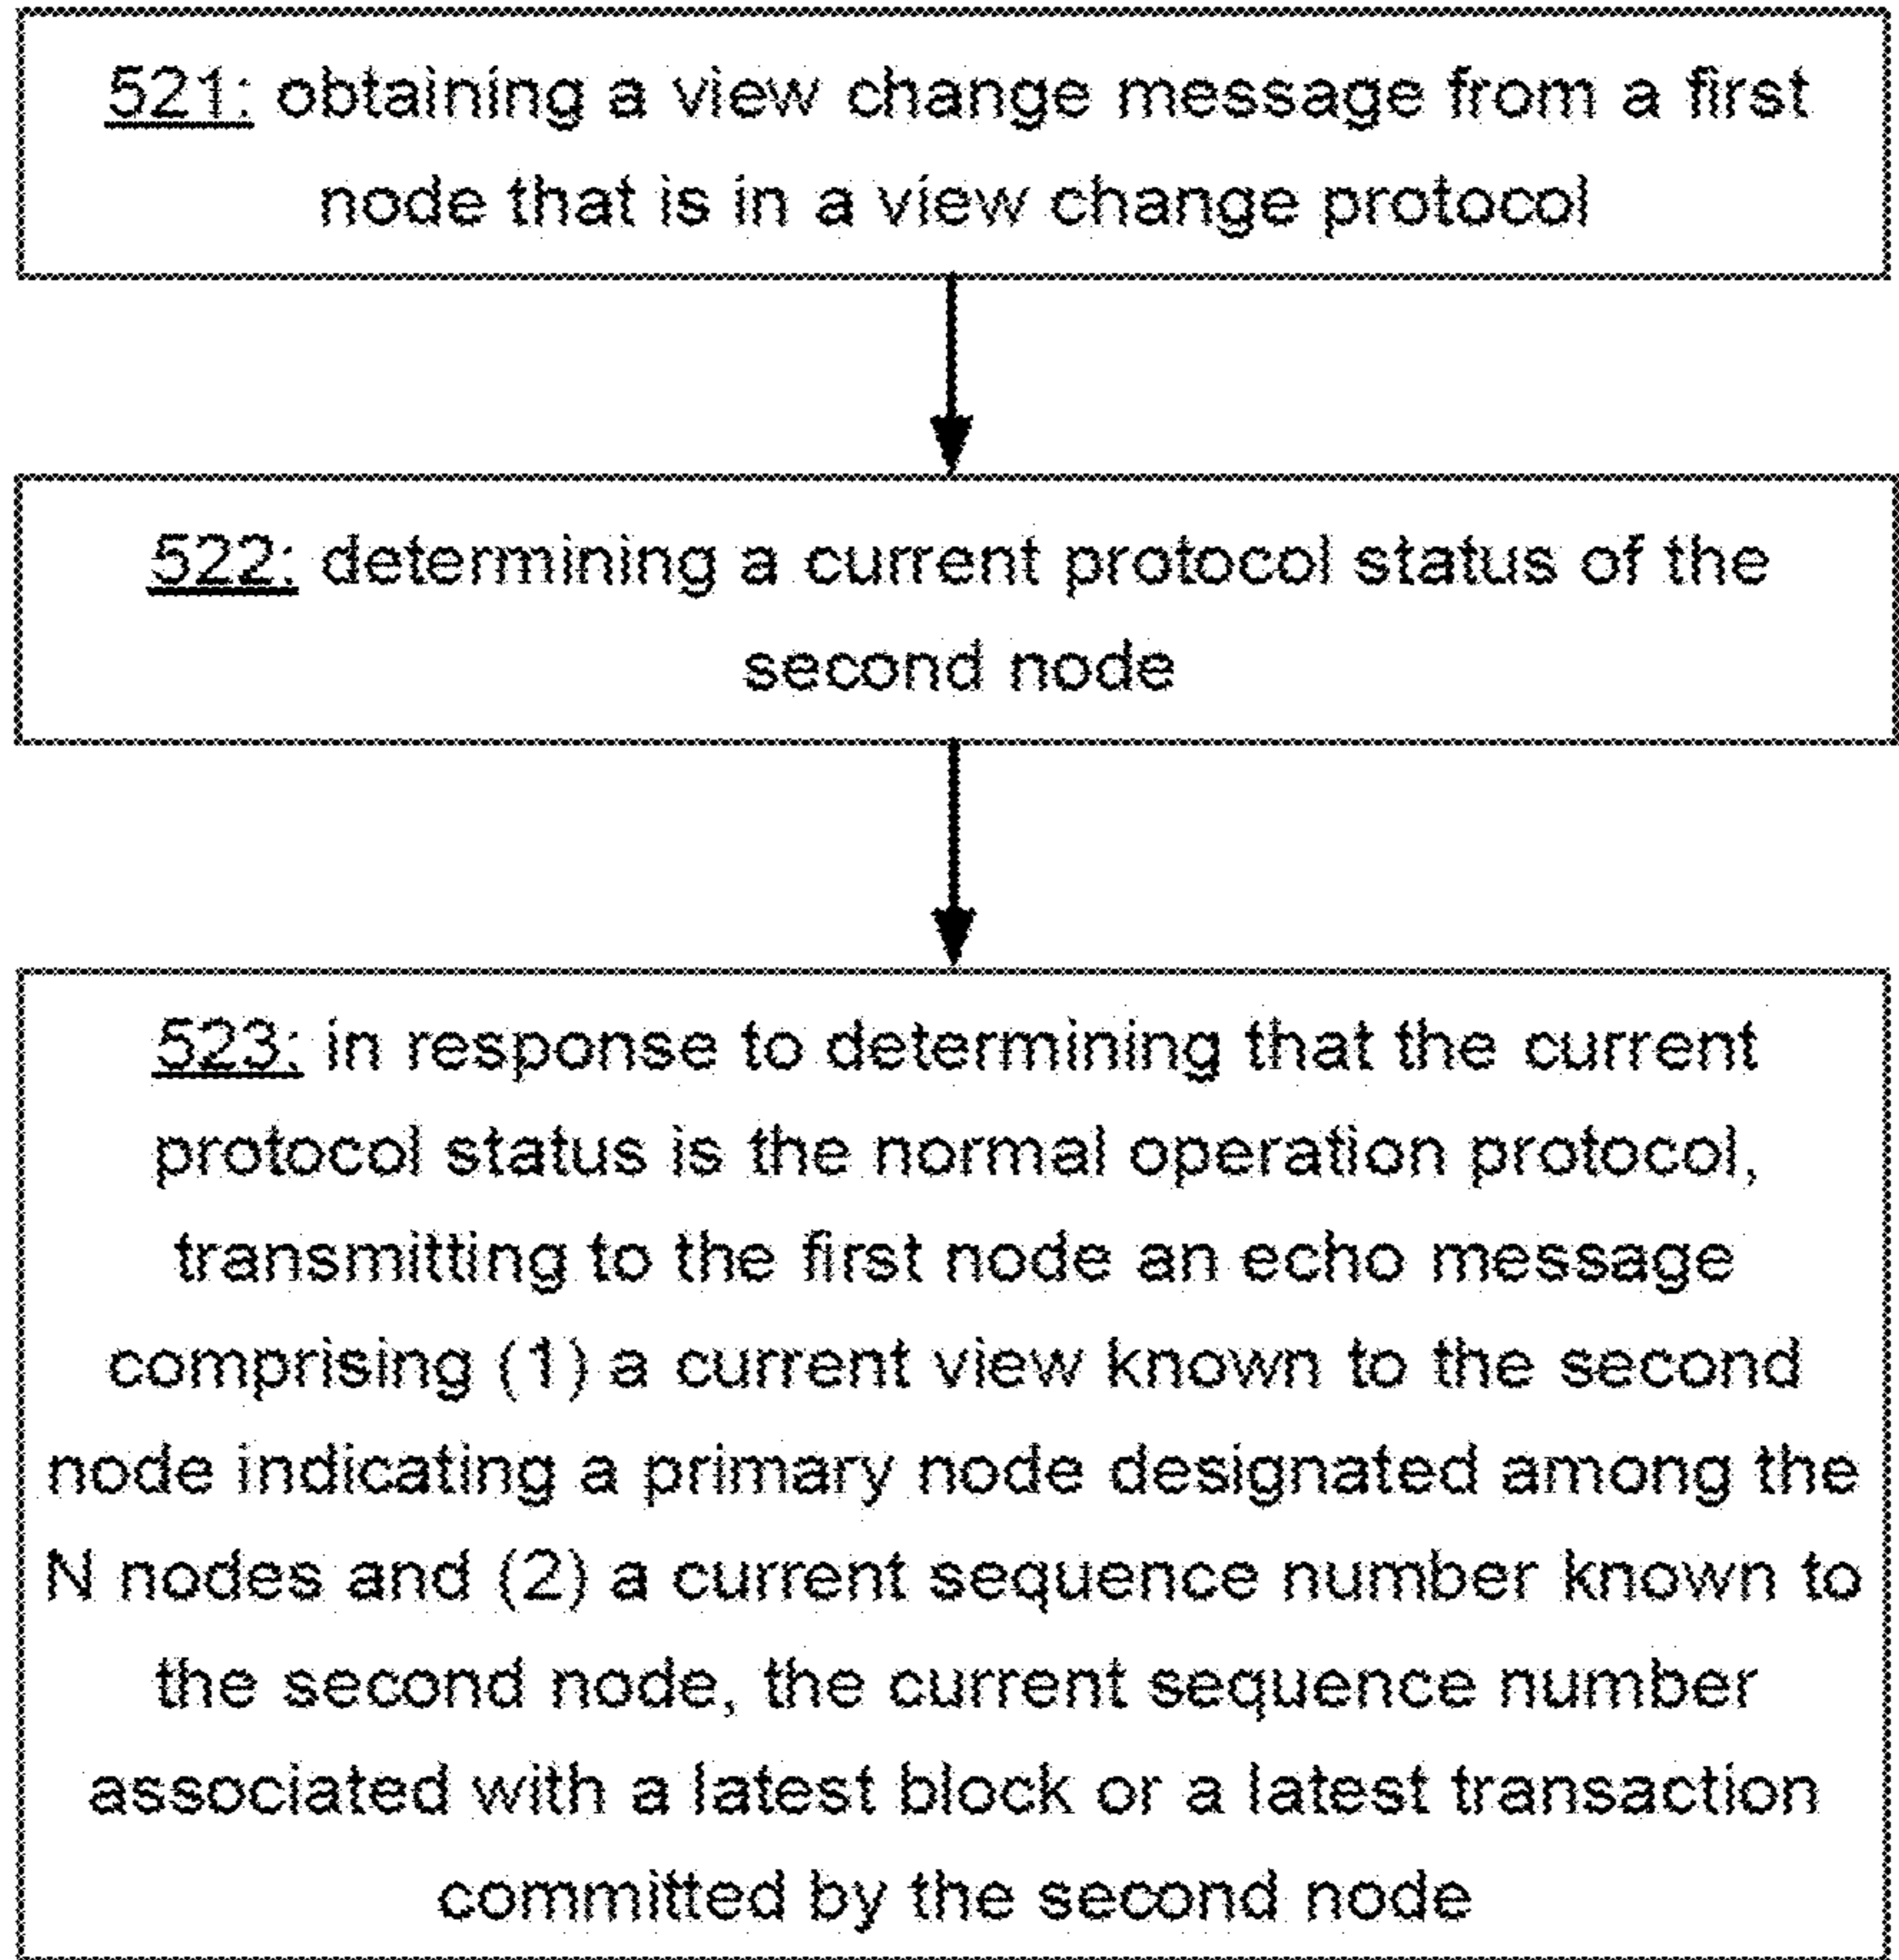 521: obtaining a view change message from a first
node that is in a view change protocol
522: determining a current protocol status of the
second node
523: in response to determining that the current
protocol status is the normal operation protocol,
transmitting to the first node an echo message
comprising (1) a current view known to the second
node indicating a primary node designated among the
N nodes and (2) a current sequence number known to
the second node, the current sequence number
associated with a latest block or a latest transaction
committed by the second node